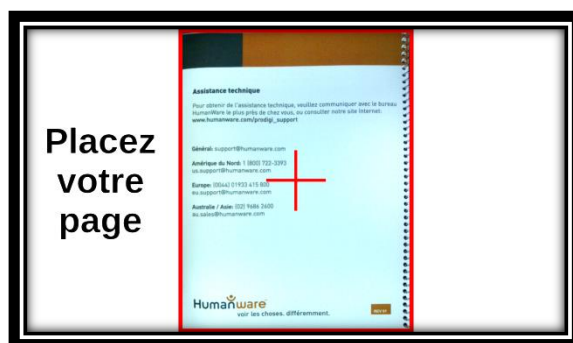 Placez
votre
page
Assistance technique
Pour obtenir de l'assistance technique, veuillez communiquer avec le bureau
HumanWare le plus près de chez vous, ou consulter notre site Internet:
www.humanware.com/prodigi_support
Général: support@humanware.com
Amérique du Nord: 1 (800) 722-3393
us.support@humanware.com
Europe: (0044) 01933 415 800
eu.support@humanware.com
Australie / Asie: (02) 9686 2600
au.sales@humanware.com
HumanWare
voir les choses. différemment.